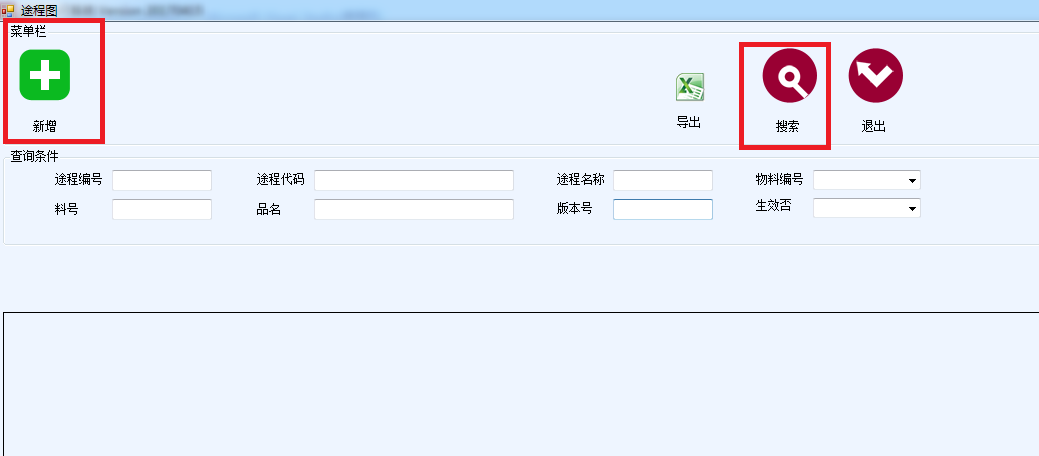 途程图
菜单栏
新增
导出
搜索
退出
查询条件
途程编号 途程代码 途程名称 物料编号
料号 品名 版本号 生效否